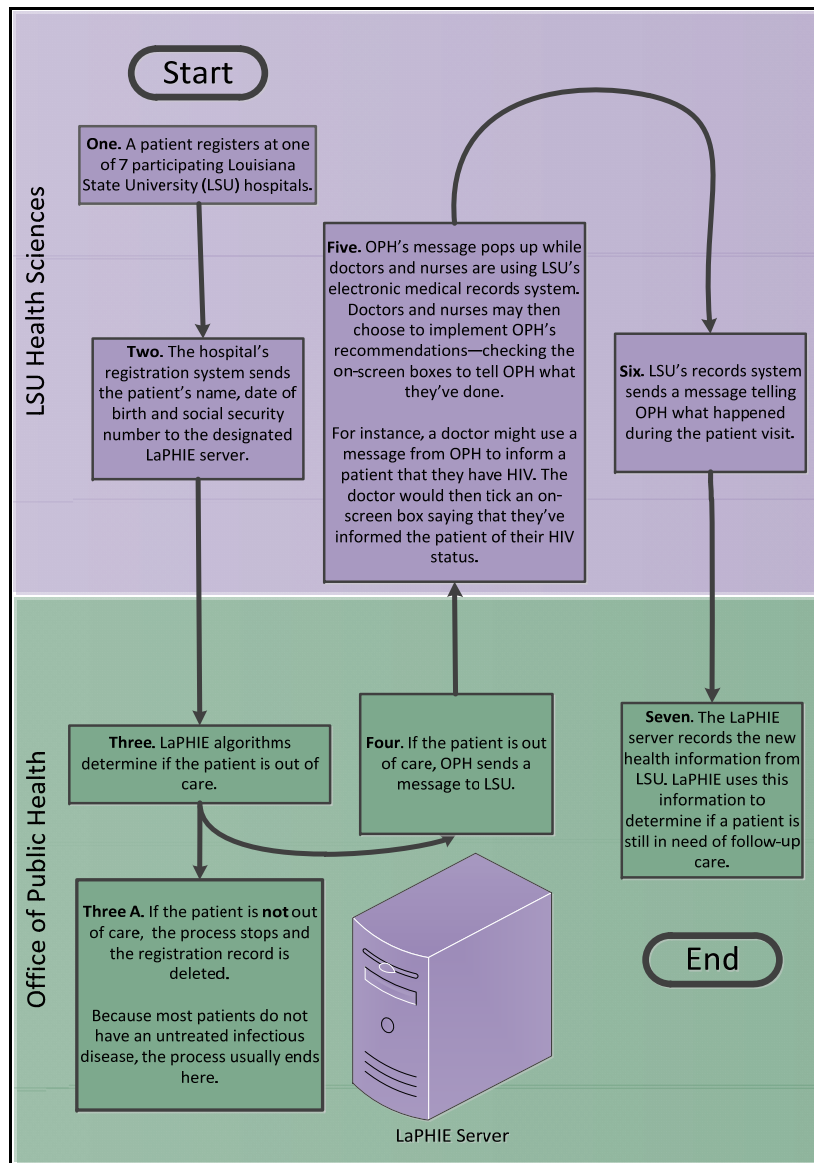 LSU Health Sciences
Start
One. A patient registers at one
of 7 participating Louisiana
State University (LSU) hospitals.
Two. The hospital's
registration system sends
the patient's name, date of
birth and social security
number to the designated
LaPHIE server.
Five. OPH's message pops up while
doctors and nurses are using LSU's
electronic medical records system.
Doctors and nurses may then
choose to implement OPH's
recommendations—checking the
on-screen boxes to tell OPH what
they've done.
For instance, a doctor might use a
message from OPH to inform a
patient that they have HIV. The
doctor would then tick an on-
screen box saying that they've
informed the patient of their HIV
status.
Six. LSU's records system
sends a message telling
OPH what happened
during the patient visit.
Office of Public Health
Three. LaPHIE algorithms
determine if the patient is out of
care.
Three A. If the patient is not out
of care, the process stops and
the registration record is
deleted.
Because most patients do not
have an untreated infectious
disease, the process usually ends
here.
Four. If the patient is out
of care, OPH sends a
message to LSU.
LaPHIE Server
Seven. The LaPHIE
server records the new
health information from
LSU. LaPHIE uses this
information to
determine if a patient is
still in need of follow-up
care.
End